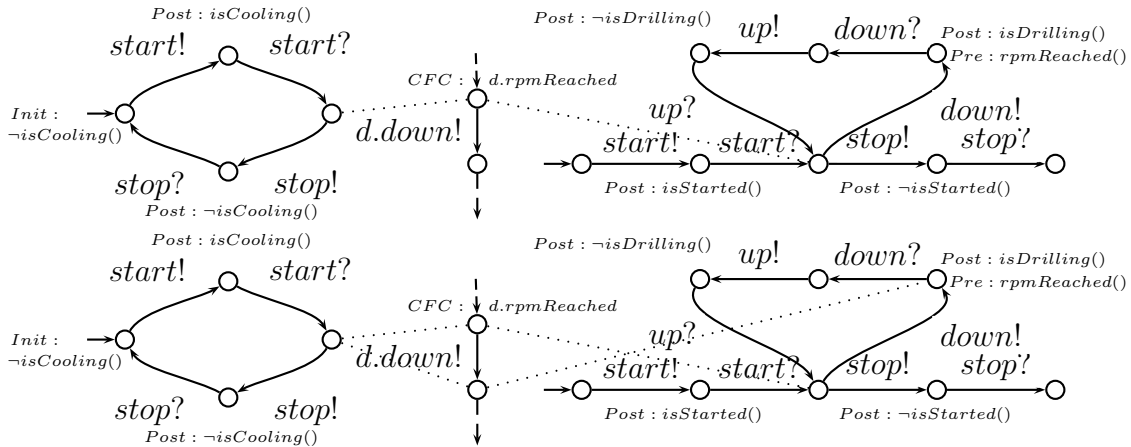 Post : isCooling()
start! start?
Init :
¬isCooling()
stop? stop!
Post : ¬isCooling()
CFC : d.rpmReached
d.down!
Post : ¬isDrilling()
up! down?
Post : isDrilling()
Pre : rpmReached()
up? down!
start! start? stop! stop?
Post : isStarted() Post : ¬isStarted()
Post : isCooling()
start! start?
Init :
¬isCooling()
stop? stop!
Post : ¬isCooling()
CFC : d.rpmReached
d.down!
Post : ¬isDrilling()
up! down?
Post : isDrilling()
Pre : rpmReached()
up? down!
start! start? stop! stop?
Post : isStarted() Post : ¬isStarted()